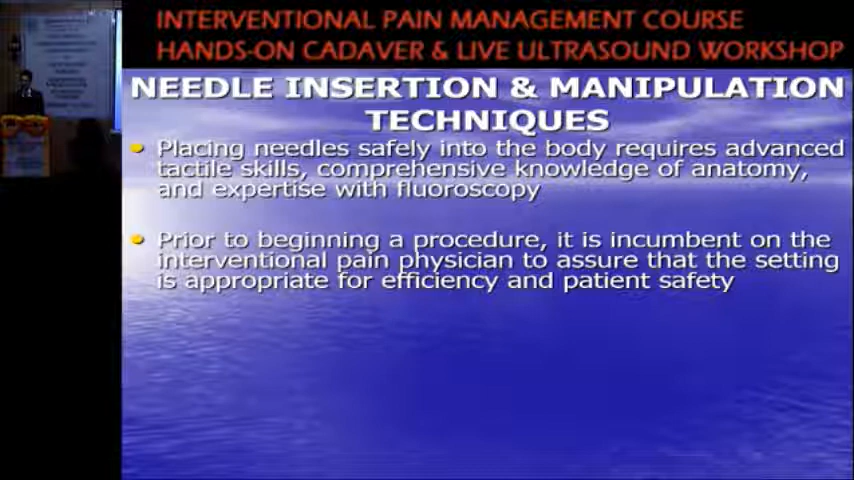 INTERVENTIONAL PAIN MANAGEMENT COURSE
HANDS-ON CADAVER & LIVE ULTRASOUND WORKSHOP
NEEDLE INSERTION & MANIPULATION
TECHNIQUES
Placing needles safely into the body requires advanced
tactile skills, comprehensive knowledge of anatomy,
and expertise with fluoroscopy
Prior to beginning a procedure, it is incumbent on the
interventional pain physician to assure that the setting
is appropriate for efficiency and patient safety